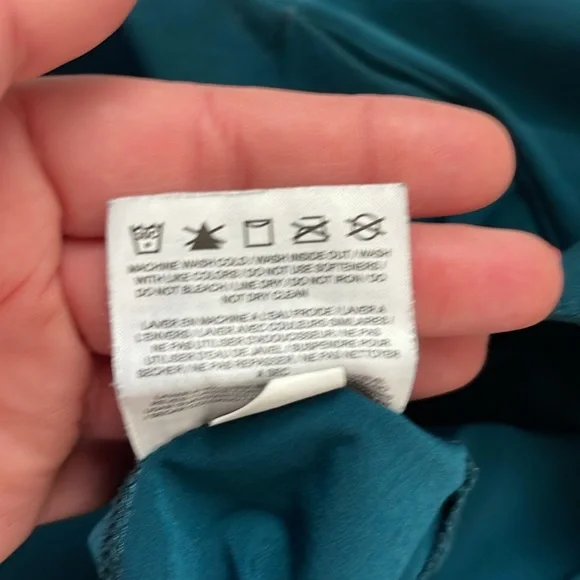 MACHINE WASH COLD / WASH INSIDE OUT / WASH
WITH LIKE COLORS / DO NOT USE SOFTENERS /
DO NOT BLEACH / LINE DRY / DO NOT IRON / DO
NOT DRY CLEAN
LAVER EN MACHINE A L'EAU FROIDE / LAVER A
L'ENVERS / LAVER AVEC COULEURS SIMILAIRES /
NE PAS UTILISER D'ADOUCISSEUR / NE PAS
UTILISER D'EAU DE JAVEL / SUSPENDRE POUR
SECHER / NE PAS REPASSER / NE PAS NETTOYER
A SEC